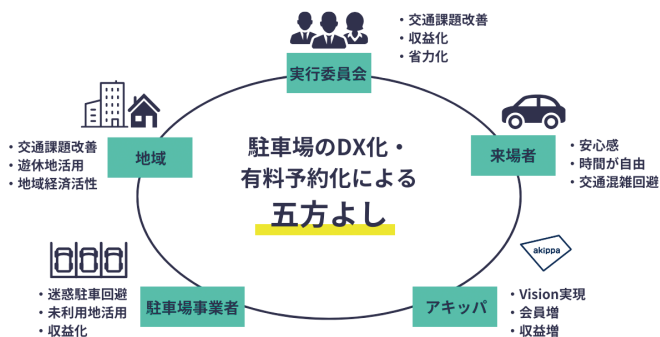 ・交通課題改善
・収益化
・省力化
実行委員会
駐車場のDX化・
有料予約化による
五方よし
地域
・交通課題改善
・遊休地活用
・地域経済活性
来場者
・安心感
・時間が自由
・交通混雑回避
駐車場事業者
・迷惑駐車回避
・未利用地活用
・収益化
アキッパ
akippa
・Vision実現
・会員増
・収益増